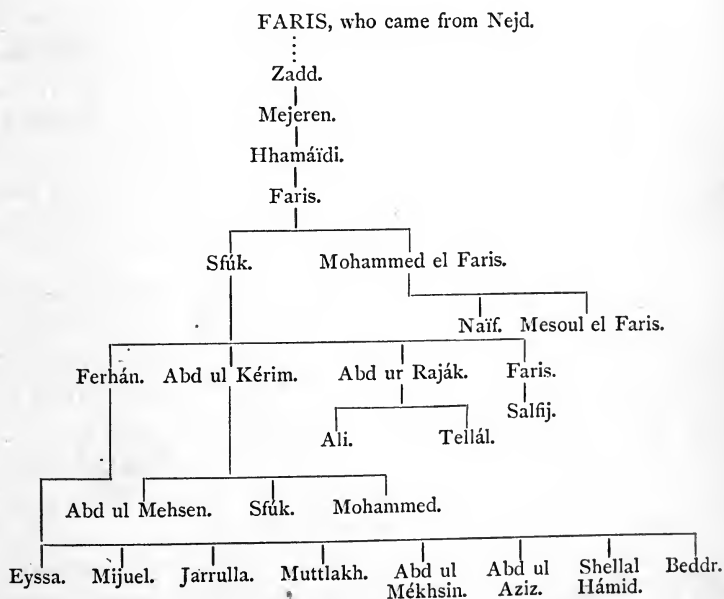 FARIS, who came from Nejd.
Zadd.
Mejeren.
Hhamáïdi.
Faris.
Sfúk. Mohammed el Faris.
Naïf. Mesoul el Faris.
Ferhán. Abd ul Kérim. Abd ur Raják. Faris.
Salfij.
Ali. Tellál.
Abd ul Mehsen. Sfúk. Mohammed.
Eyssa. Mijuel. Jarrulla. Muttlakh. Abd ul Mékhsin. Abd ul Aziz. Shellal Hámid. Beddr.